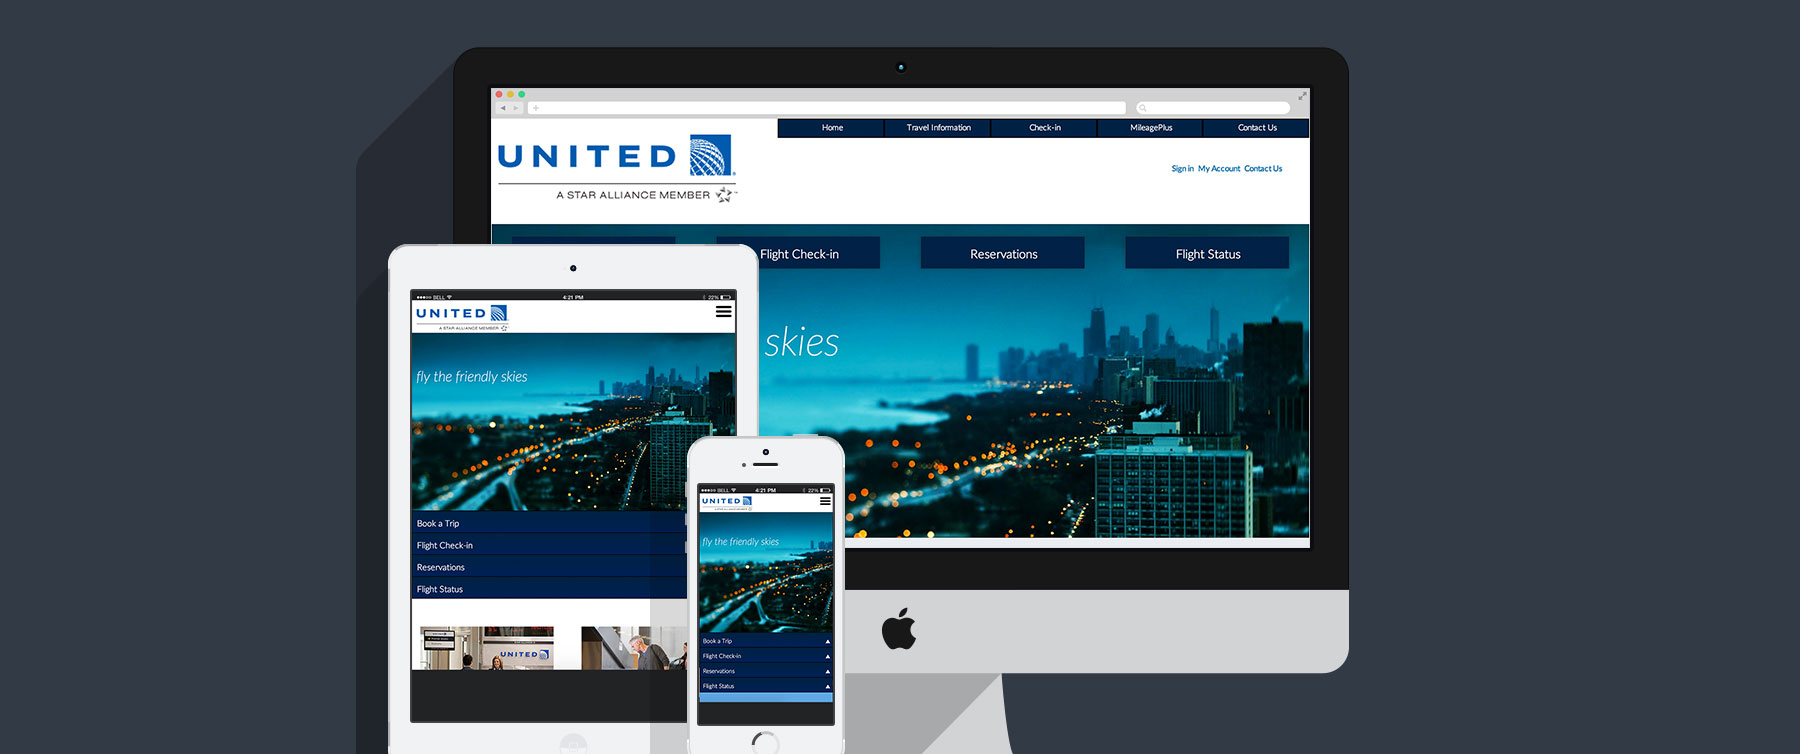 Home Travel Information Check-in MileagePlus Contact Us
UNITED
A STAR ALLIANCE MEMBER
Sign in My Account Contact Us
Flight Check-in Reservations Flight Status
skies
BELL 4:21 PM 22%
UNITED
A STAR ALLIANCE MEMBER
fly the friendly skies
Book a Trip
Flight Check-in
Reservations
Flight Status
UNITED
BELL 4:21 PM 22%
UNITED
A STAR ALLIANCE MEMBER
fly the friendly skies
Book a Trip
Flight Check-in
Reservations
Flight Status